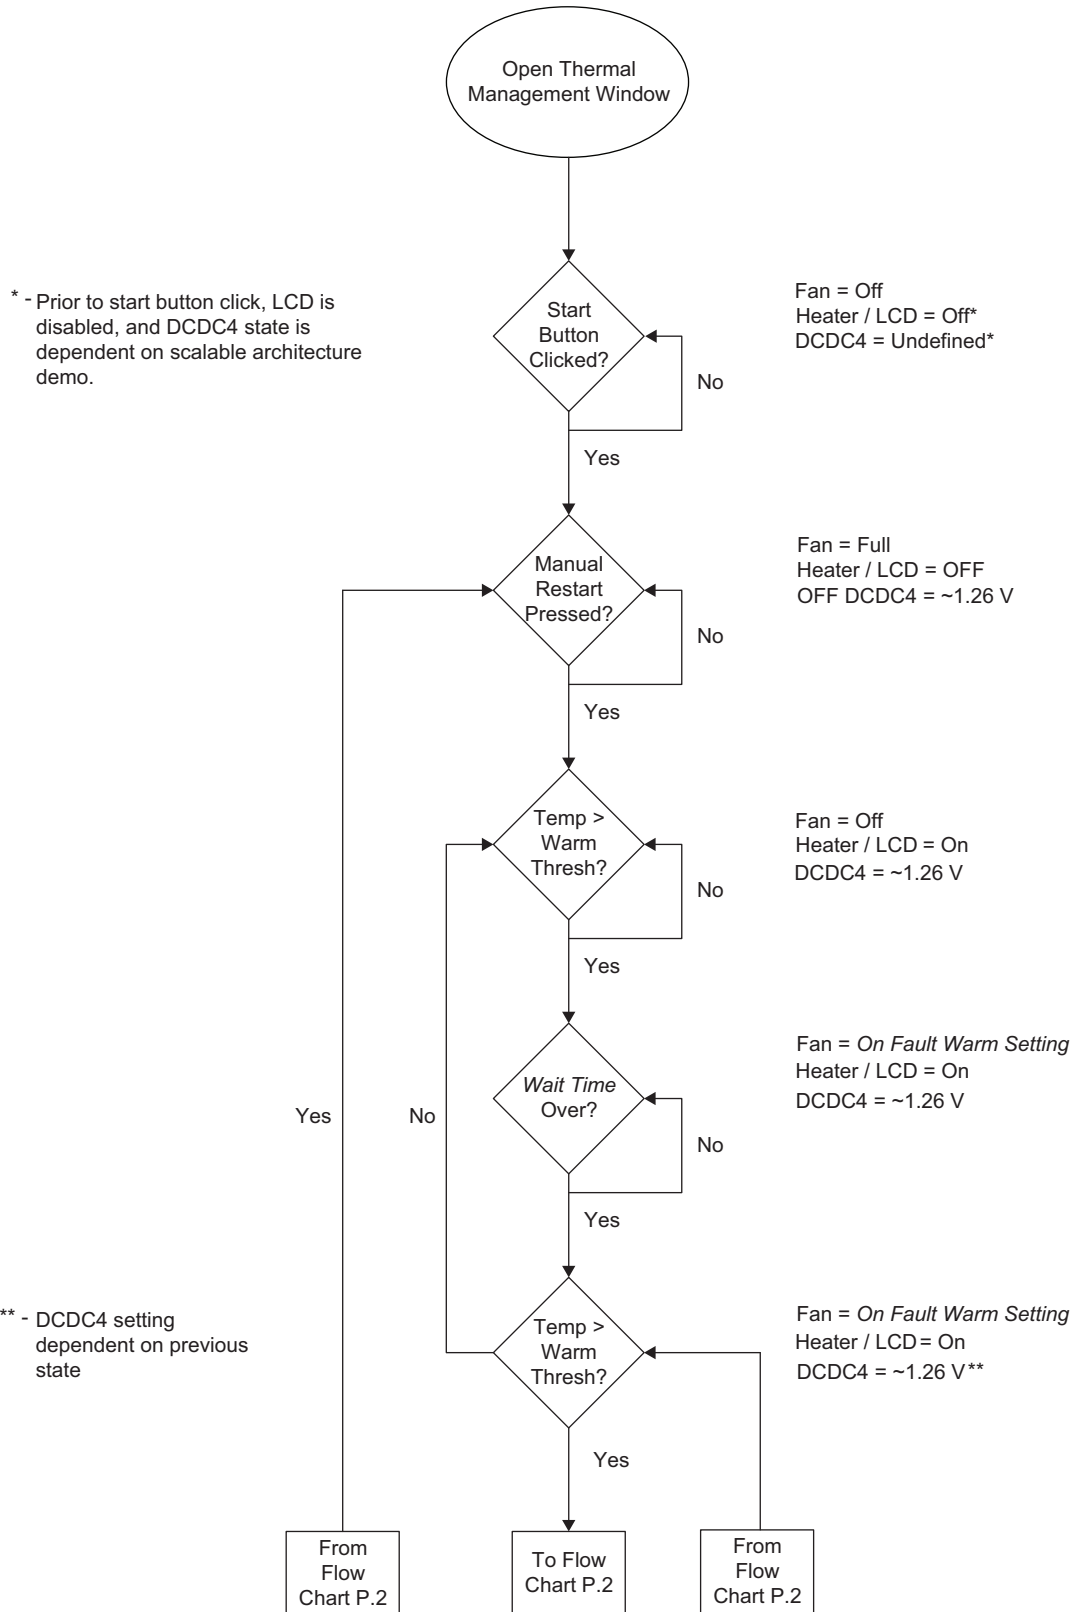 Open Thermal
Management Window
* - Prior to start button click, LCD is
disabled, and DCDC4 state is
dependent on scalable architecture
demo.
Start
Button
Clicked?
Fan = Off
Heater / LCD = Off*
DCDC4 = Undefined*
No
Yes
Manual
Restart
Pressed?
Fan = Full
Heater / LCD = OFF
OFF DCDC4 = ~1.26 V
No
Yes
Temp >
Warm
Thresh?
Fan = Off
Heater / LCD = On
DCDC4 = ~1.26 V
No
Yes
Wait Time
Over?
Fan = On Fault Warm Setting
Heater / LCD = On
DCDC4 = ~1.26 V
Yes
No
No
Yes
** - DCDC4 setting
dependent on previous
state
Temp >
Warm
Thresh?
Fan = On Fault Warm Setting
Heater / LCD = On
DCDC4 = ~1.26 V**
Yes
From
Flow
Chart P.2
To Flow
Chart P.2
From
Flow
Chart P.2